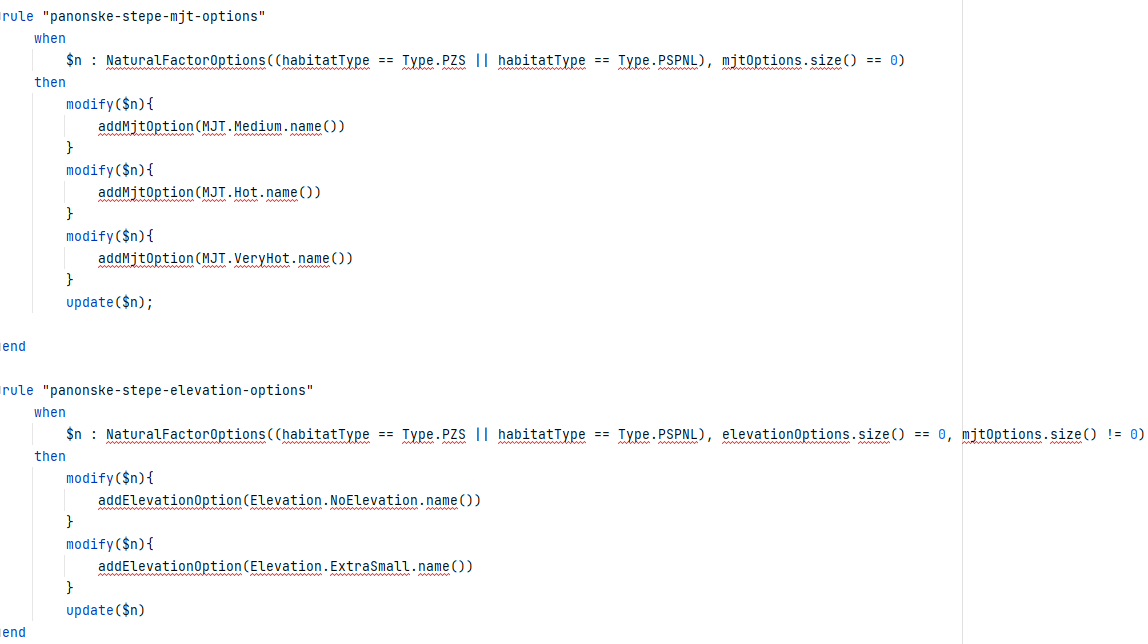 rule "panonske-stepe-mjt-options"
    when
        $n : NaturalFactorOptions((habitatType == Type.PZS || habitatType == Type.PSPNL), mjtOptions.size() == 0)
    then
        modify($n){
            addMjtOption(MJT.Medium.name())
        }
        modify($n){
            addMjtOption(MJT.Hot.name())
        }
        modify($n){
            addMjtOption(MJT.VeryHot.name())
        }
        update($n);
end
rule "panonske-stepe-elevation-options"
    when
        $n : NaturalFactorOptions((habitatType == Type.PZS || habitatType == Type.PSPNL), elevationOptions.size() == 0, mjtOptions.size() != 0)
    then
        modify($n){
            addElevationOption(Elevation.NoElevation.name())
        }
        modify($n){
            addElevationOption(Elevation.ExtraSmall.name())
        }
        update($n)
end